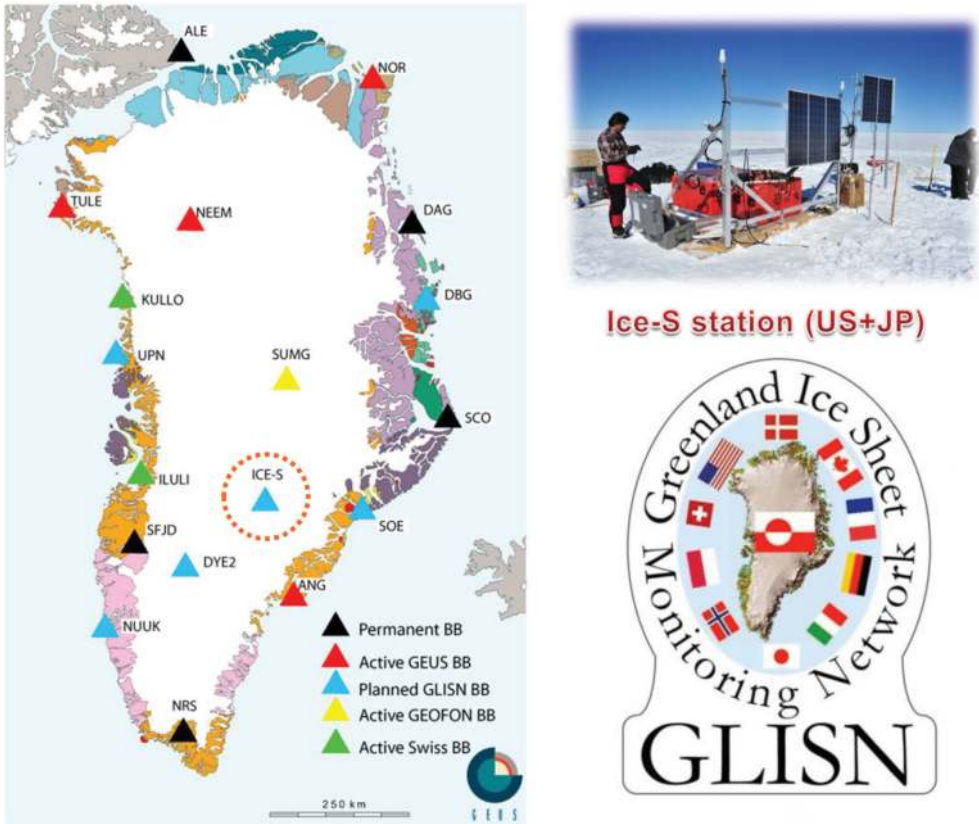 ALE
NOR
TULE
NEEM
DAG
KULLO
DBG
UPN
SUMG
SCO
ILULI
ICE-S
SOE
SFJD
DYE2
ANG
NUUK
NRS
Permanent BB
Active GEUS BB
Planned GLISN BB
Active GEOFON BB
Active Swiss BB
250 km
G E U S
Ice-S station (US+JP)
Greenland Ice Sheet
Monitoring Network
GLISN